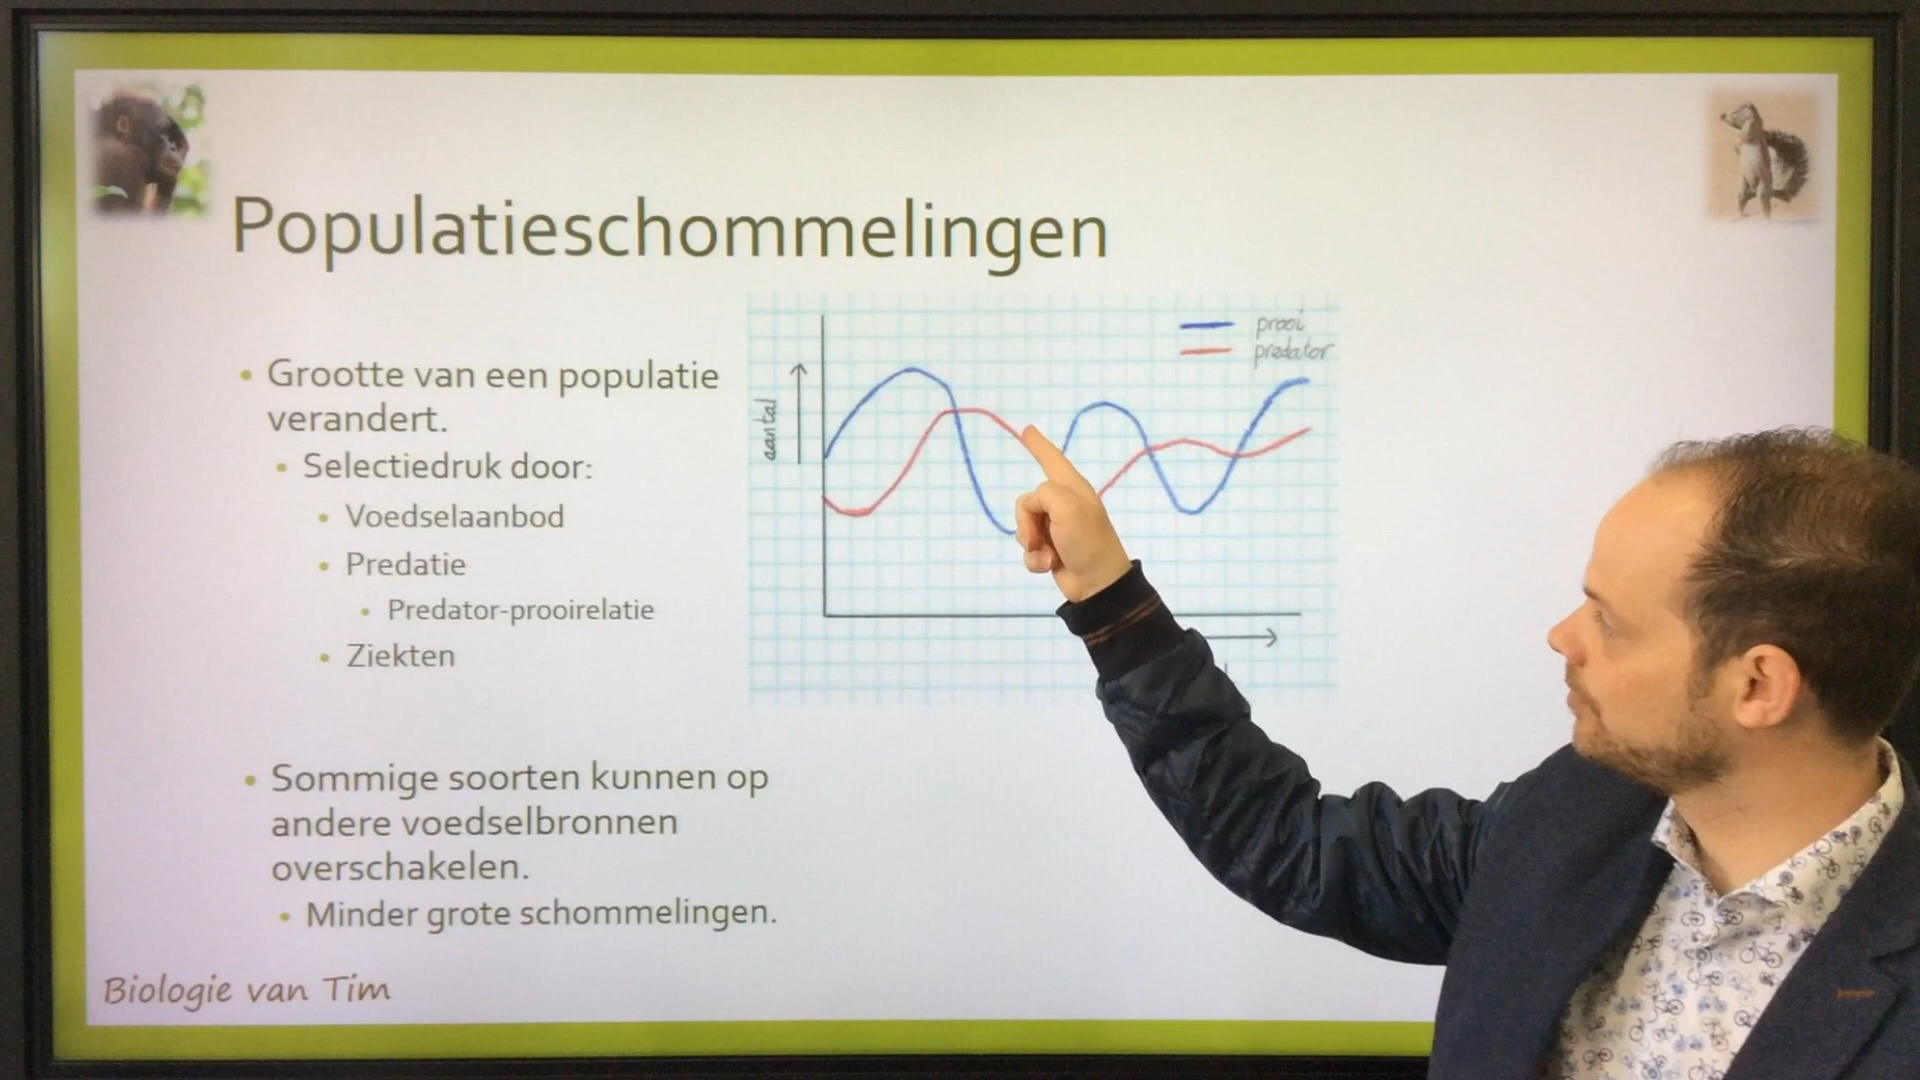 Populatieschommelingen
Grootte van een populatie
verandert.
Selectiedruk door:
Voedselaanbod
Predatie
Predator-prooirelatie
Ziekten
prooi
predator
aantal
Sommige soorten kunnen op
andere voedselbronnen
overschakelen.
Minder grote schommelingen.
Biologie van Tim